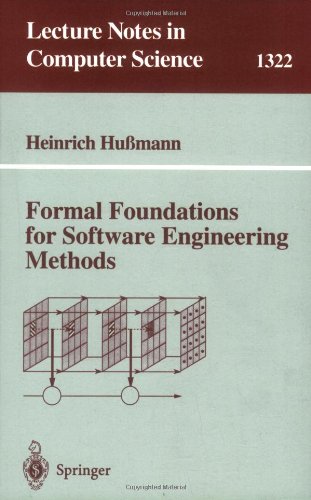 Lecture Notes in
Computer Science 1322
Heinrich Hußmann
Formal Foundations
for Software Engineering
Methods
Springer